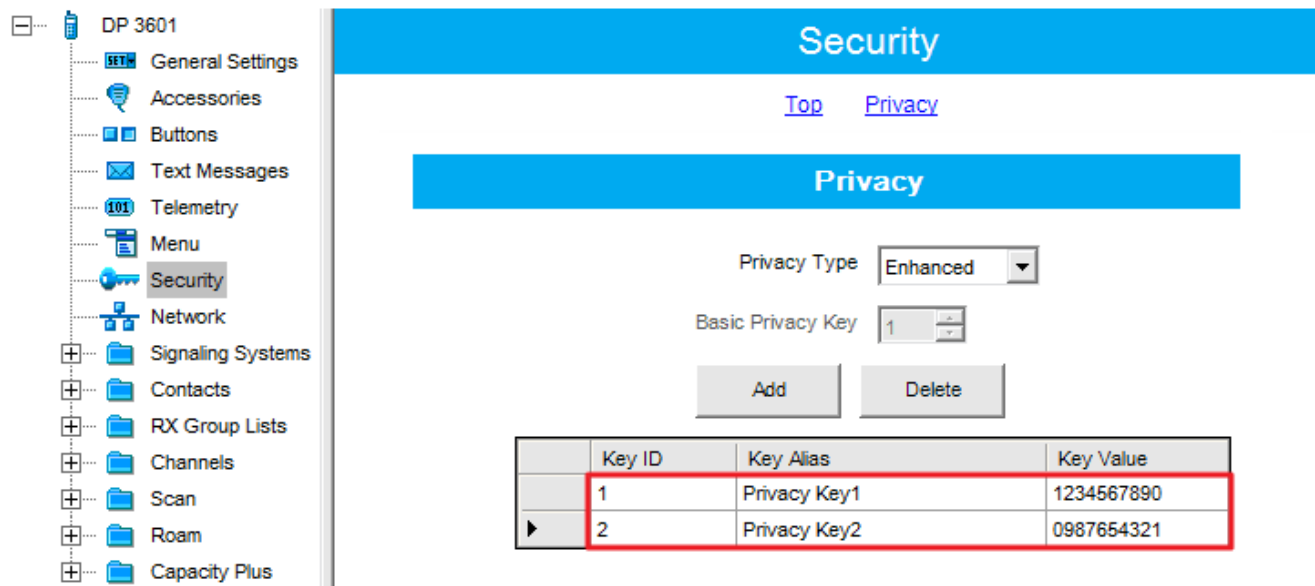 DP 3601
SET General Settings
Accessories
Buttons
Text Messages
101 Telemetry
Menu
Security
Network
Signaling Systems
Contacts
RX Group Lists
Channels
Scan
Roam
Capacity Plus
Security
Top Privacy
Privacy
Privacy Type Enhanced
Basic Privacy Key 1
Add Delete
Key ID Key Alias Key Value
1 Privacy Key1 1234567890
2 Privacy Key2 0987654321